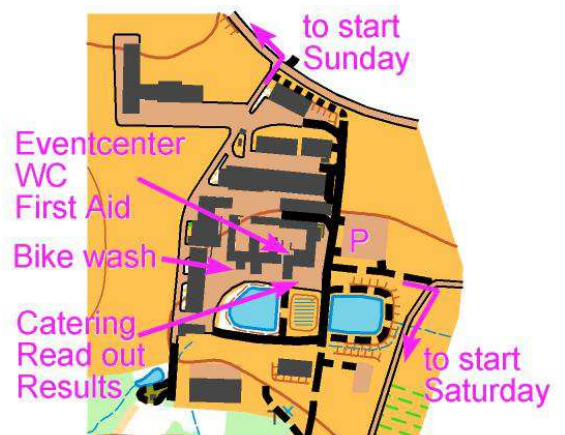 to start
Sunday
Eventcenter
WC
First Aid
P
Bike wash
Catering
Read out
Results
to start
Saturday